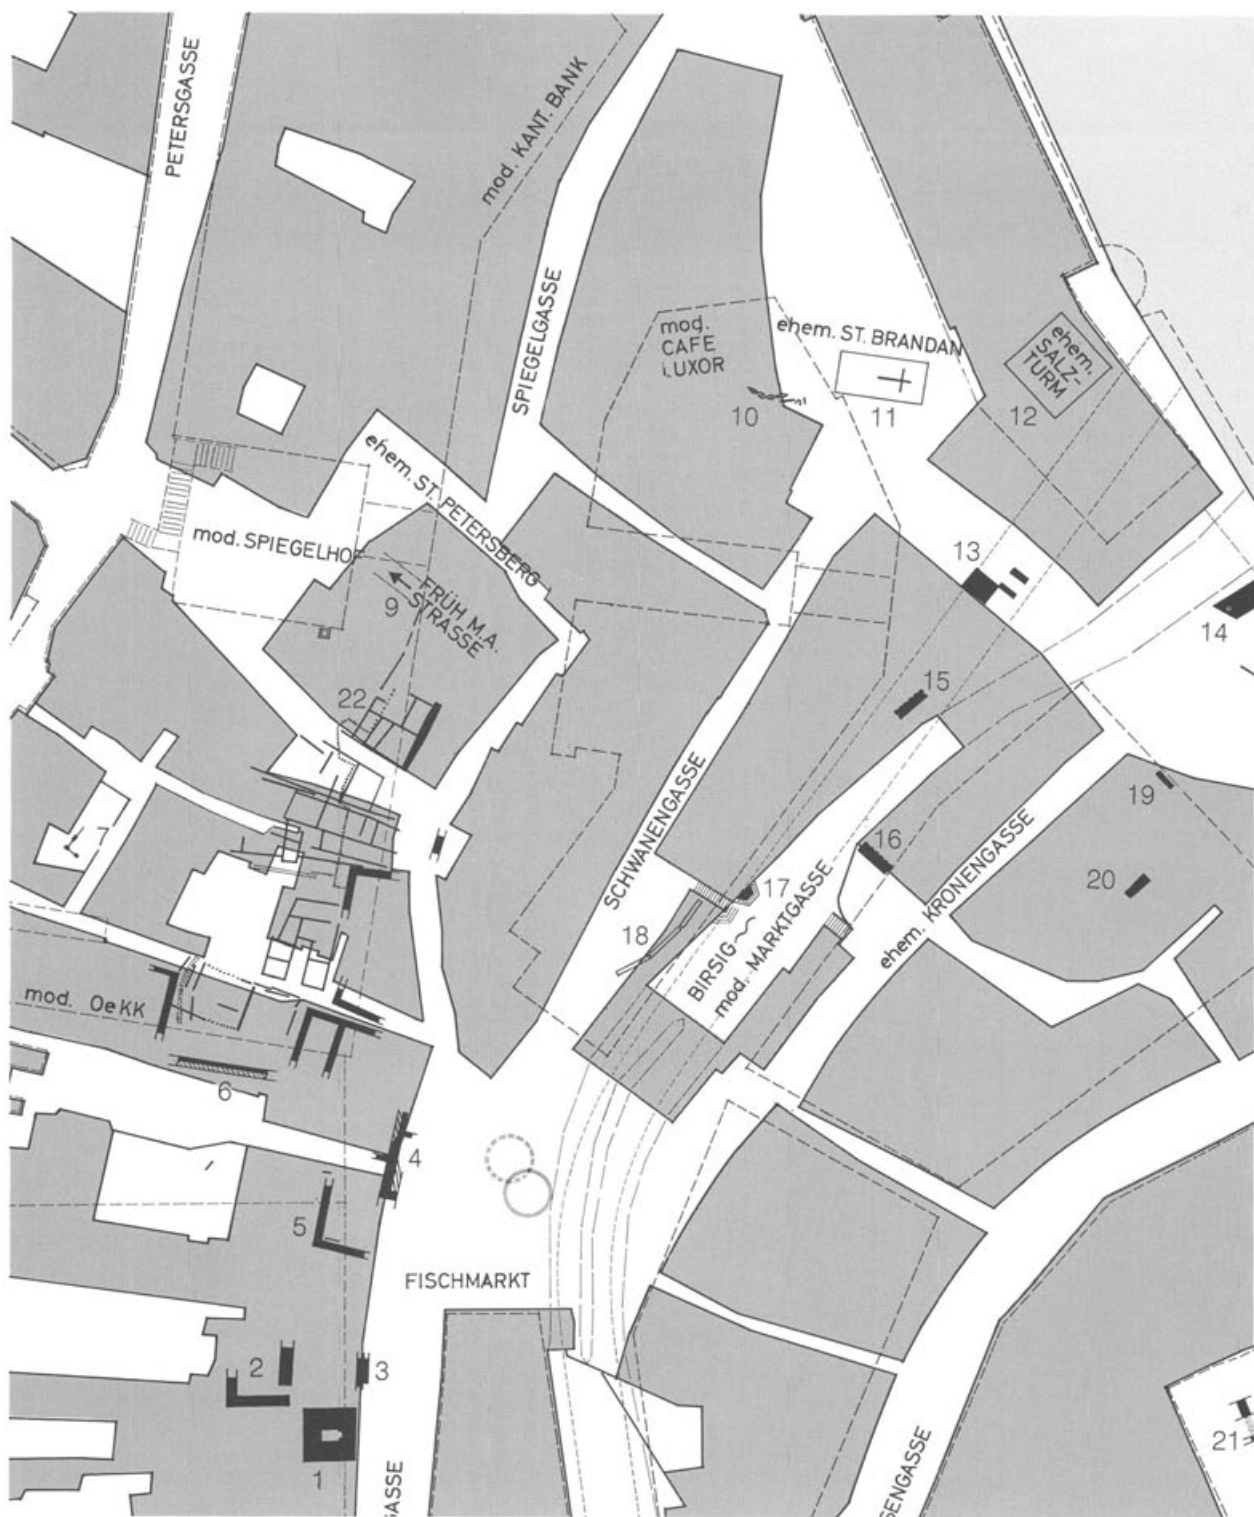 PETERSGASSE
mod. KANT. BANK
SPIEGELGASSE
mod.
CAFE
LUXOR
ehem. ST. BRANDAN
10
11
ehem.
SALZ-
TURM
12
ehem. ST. PETERSBERG
mod. SPIEGELHOF
9
FRÜH M.A.
STRASSE
13
14
22
15
SCHWANENGASSE
19
7
16
20
ehem. KRONENGASSE
17
18
BIRSIG
mod. MARKTGASSE
mod. OeKK
6
4
5
FISCHMARKT
2
3
1
GASSE
SENGASSE
21